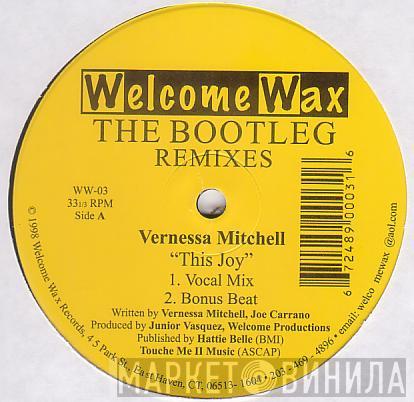 Welcome Wax
THE BOOTLEG
REMIXES
WW-03
33 1/3 RPM
Side A
Vernessa Mitchell
“This Joy”
1. Vocal Mix
2. Bonus Beat
Written by Vernessa Mitchell, Joe Carrano
Produced by Junior Vasquez, Welcome Productions
Published by Hattie Belle (BMI)
Touche Me II Music (ASCAP)
© 1998 Welcome Wax Records, 45 Park St., East Haven, CT, 06513-1604 • 203-469-4896 • email: welcomewax@aol.com
6 72489 00031 6
МАРКЕТ ВИНИЛА